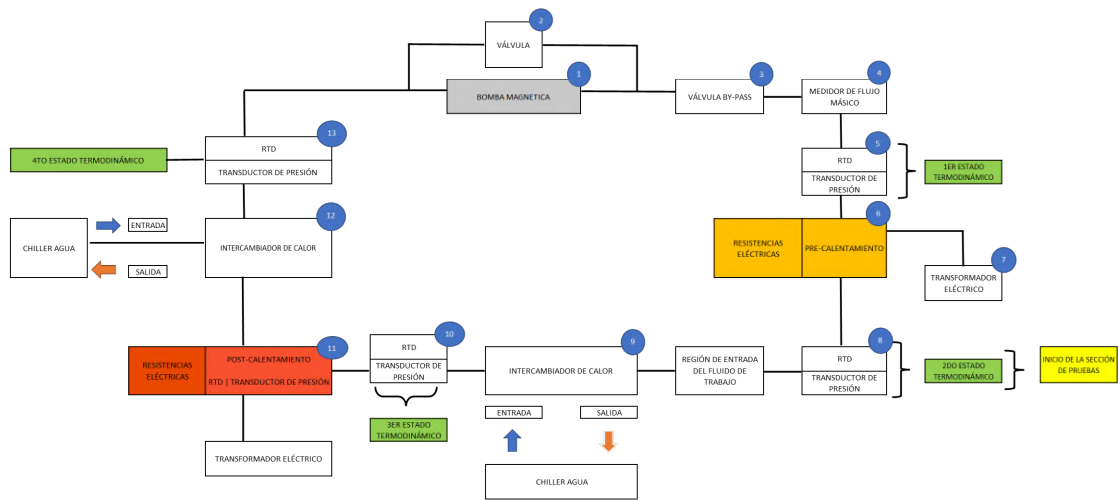 2
VÁLVULA
1
BOMBA MAGNETICA
3
VÁLVULA BY-PASS
4
MEDIDOR DE FLUJO
MÁSICO
13
RTD
TRANSDUCTOR DE PRESIÓN
4TO ESTADO TERMODINÁMICO
5
RTD
TRANSDUCTOR DE
PRESIÓN
1ER ESTADO
TERMODINÁMICO
12
INTERCAMBIADOR DE CALOR
CHILLER AGUA
ENTRADA
SALIDA
6
RESISTENCIAS
ELÉCTRICAS
PRE-CALENTAMIENTO
7
TRANSFORMADOR
ELÉCTRICO
11
RESISTENCIAS
ELÉCTRICAS
POST-CALENTAMIENTO
RTD | TRANSDUCTOR DE PRESIÓN
10
RTD
TRANSDUCTOR DE
PRESIÓN
3ER ESTADO
TERMODINÁMICO
9
INTERCAMBIADOR DE CALOR
ENTRADA
SALIDA
CHILLER AGUA
REGIÓN DE ENTRADA
DEL FLUIDO DE
TRABAJO
8
RTD
TRANSDUCTOR DE
PRESIÓN
2DO ESTADO
TERMODINÁMICO
INICIO DE LA SECCIÓN
DE PRUEBAS
TRANSFORMADOR ELÉCTRICO